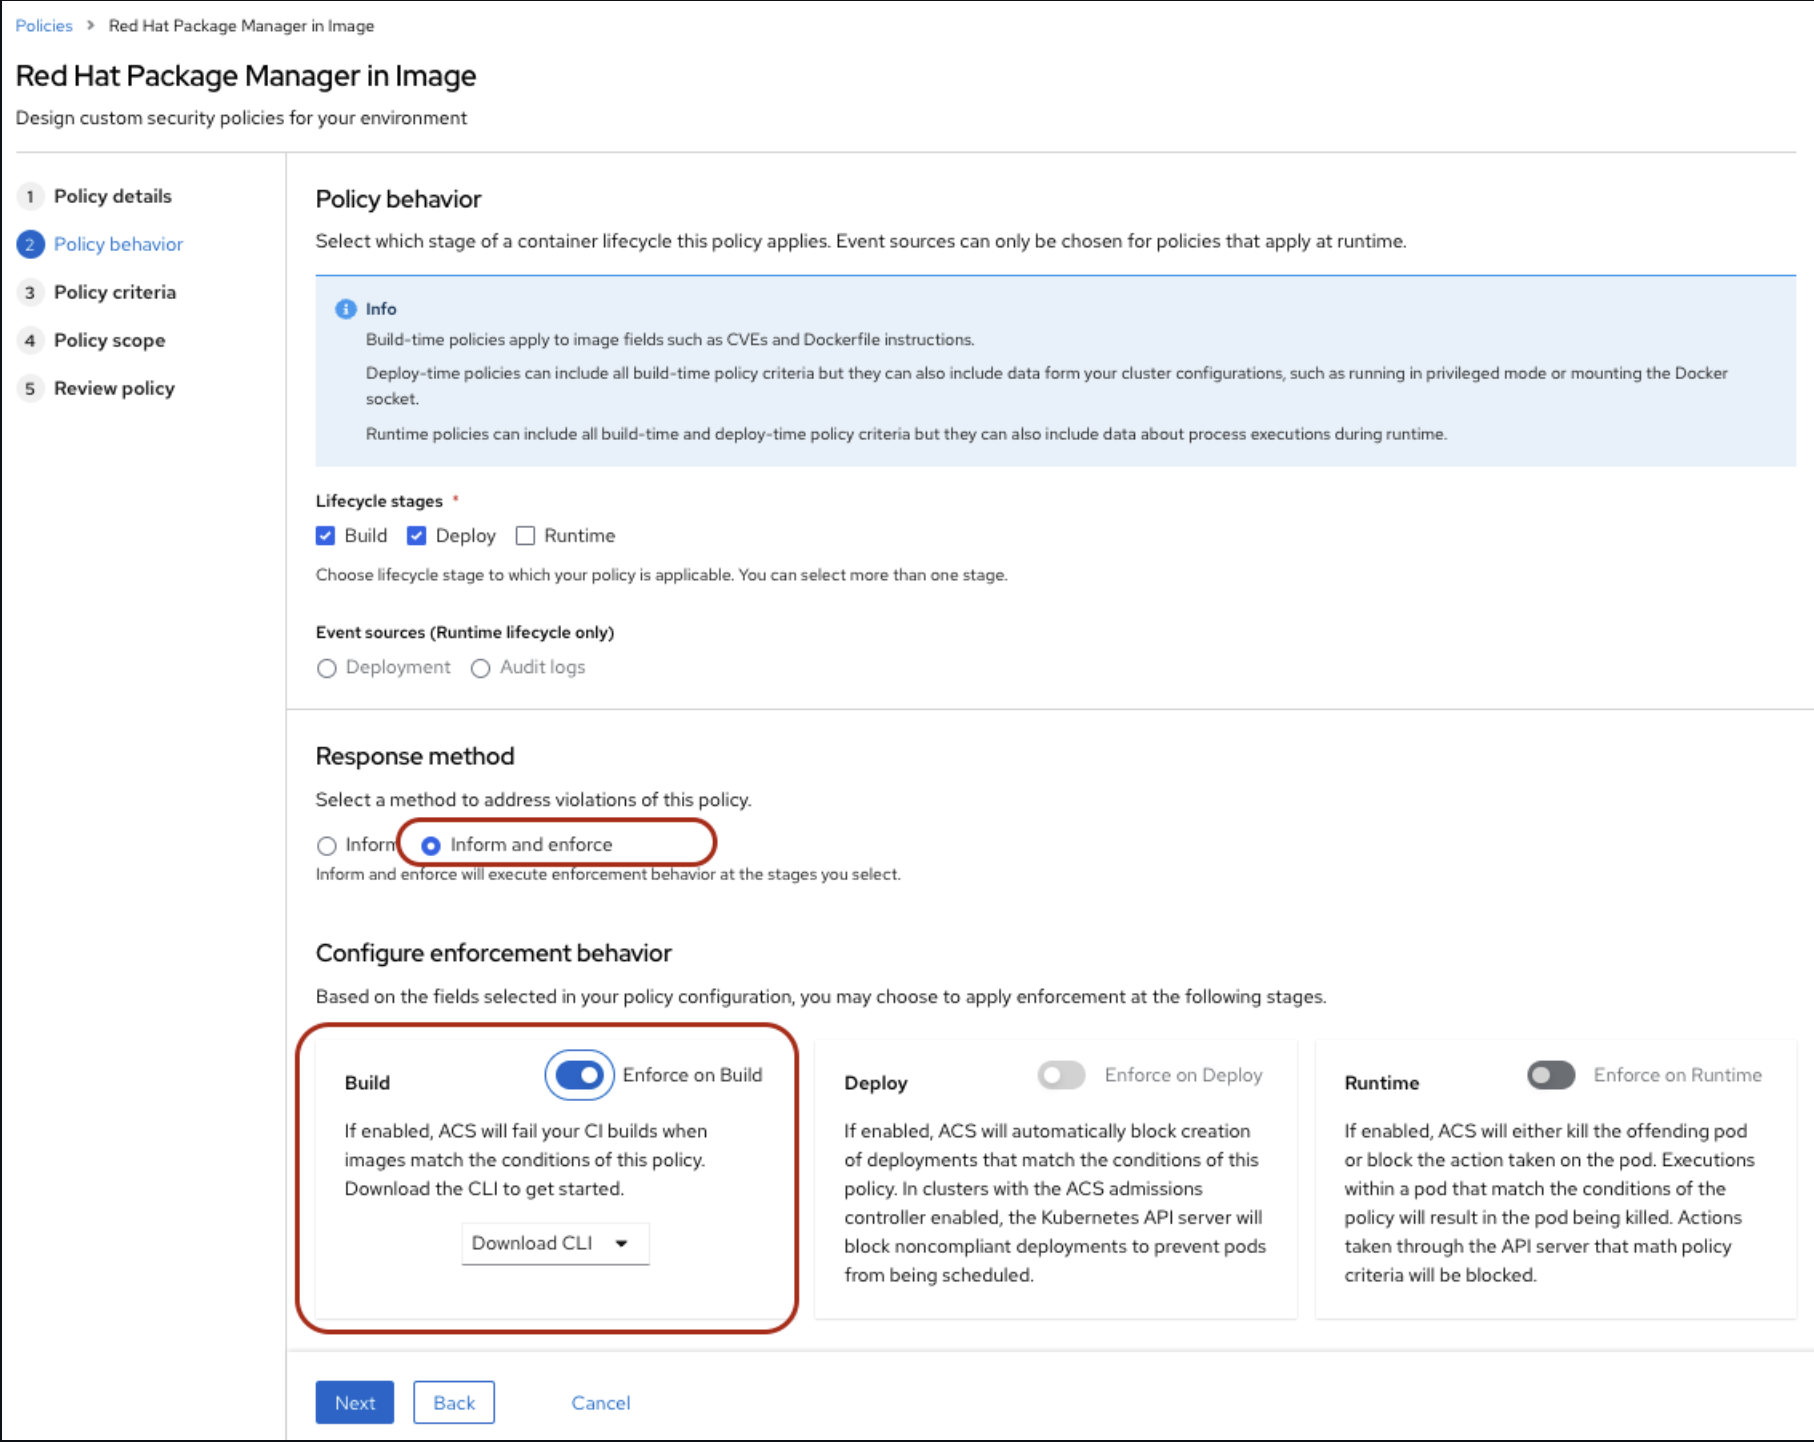 Policies > Red Hat Package Manager in Image
Red Hat Package Manager in Image
Design custom security policies for your environment
1 Policy details
2 Policy behavior
3 Policy criteria
4 Policy scope
5 Review policy
Policy behavior
Select which stage of a container lifecycle this policy applies. Event sources can only be chosen for policies that apply at runtime.
Info
Build-time policies apply to image fields such as CVEs and Dockerfile instructions.
Deploy-time policies can include all build-time policy criteria but they can also include data form your cluster configurations, such as running in privileged mode or mounting the Docker
socket.
Runtime policies can include all build-time and deploy-time policy criteria but they can also include data about process executions during runtime.
Lifecycle stages *
Build Deploy Runtime
Choose lifecycle stage to which your policy is applicable. You can select more than one stage.
Event sources (Runtime lifecycle only)
Deployment Audit logs
Response method
Select a method to address violations of this policy.
Inform Inform and enforce
Inform and enforce will execute enforcement behavior at the stages you select.
Configure enforcement behavior
Based on the fields selected in your policy configuration, you may choose to apply enforcement at the following stages.
Build Enforce on Build
If enabled, ACS will fail your CI builds when
images match the conditions of this policy.
Download the CLI to get started.
Download CLI
Deploy Enforce on Deploy
If enabled, ACS will automatically block creation
of deployments that match the conditions of this
policy. In clusters with the ACS admissions
controller enabled, the Kubernetes API server will
block noncompliant deployments to prevent pods
from being scheduled.
Runtime Enforce on Runtime
If enabled, ACS will either kill the offending pod
or block the action taken on the pod. Executions
within a pod that match the conditions of the
policy will result in the pod being killed. Actions
taken through the API server that math policy
criteria will be blocked.
Next Back Cancel